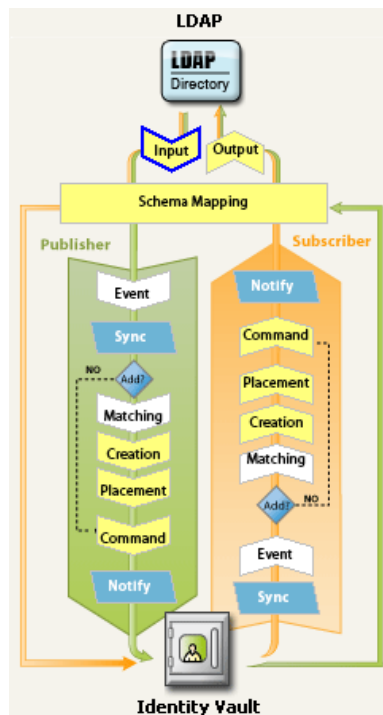 LDAP
LDAP
Directory
Input
Output
Schema Mapping
Publisher
Event
Sync
NO
Add?
Matching
Creation
Placement
Command
Notify
Subscriber
Notify
Command
Placement
Creation
Matching
Add?
NO
Event
Sync
Identity Vault